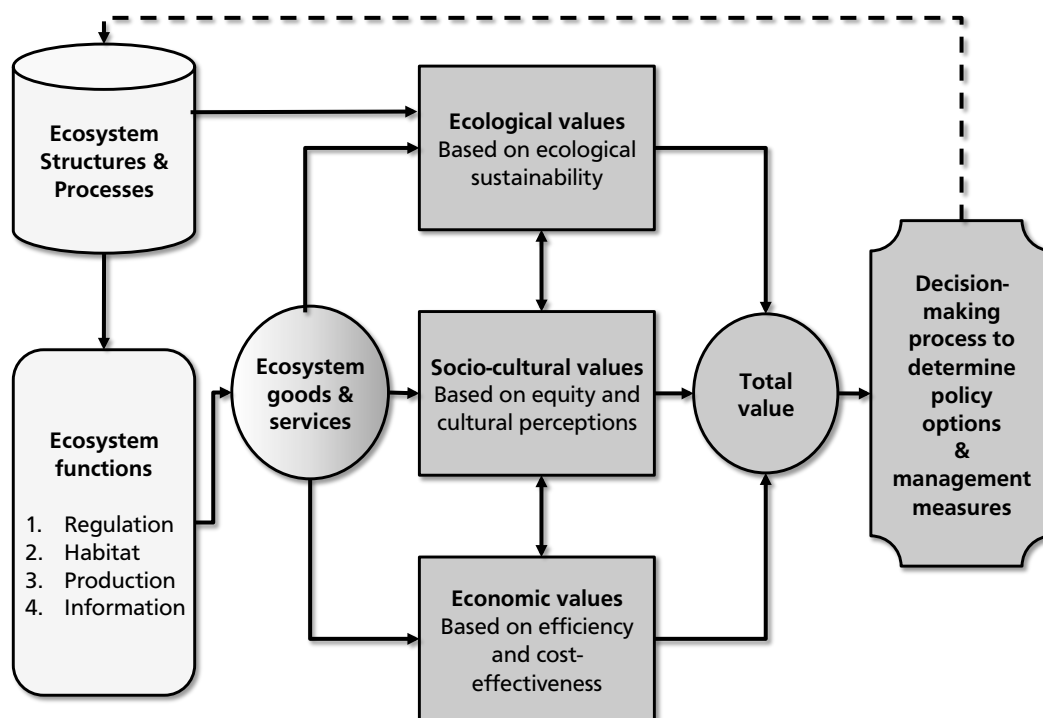 Ecosystem
Structures &
Processes
Ecosystem
functions
1. Regulation
2. Habitat
3. Production
4. Information
Ecosystem
goods &
services
Ecological values
Based on ecological
sustainability
Socio-cultural values
Based on equity and
cultural perceptions
Economic values
Based on efficiency
and cost-
effectiveness
Total
value
Decision-
making
process to
determine
policy
options
&
management
measures